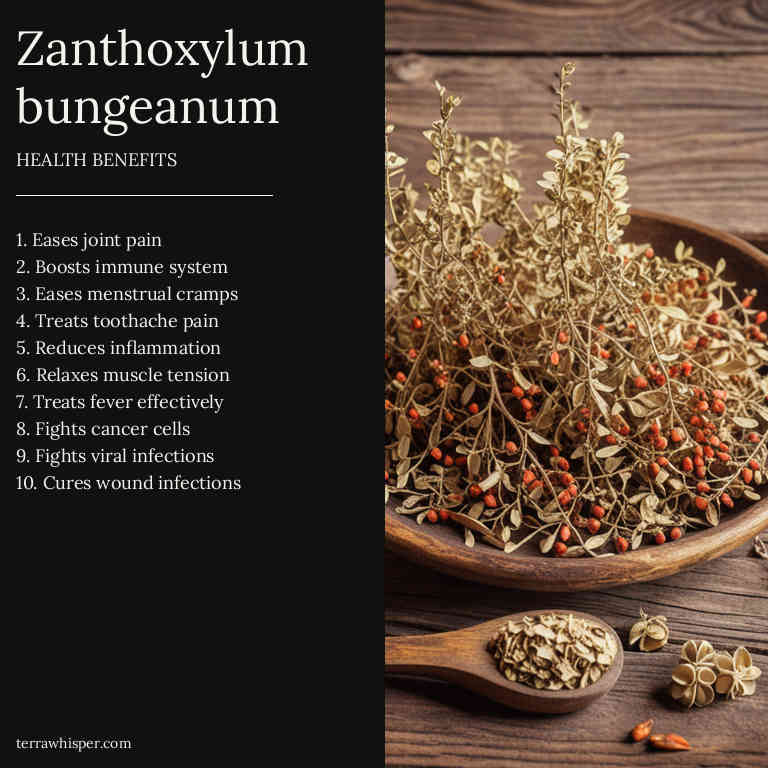 Zanthoxylum
bungeanum
HEALTH BENEFITS
1. Eases joint pain
2. Boosts immune system
3. Eases menstrual cramps
4. Treats toothache pain
5. Reduces inflammation
6. Relaxes muscle tension
7. Treats fever effectively
8. Fights cancer cells
9. Fights viral infections
10. Cures wound infections
terrawhisper.com